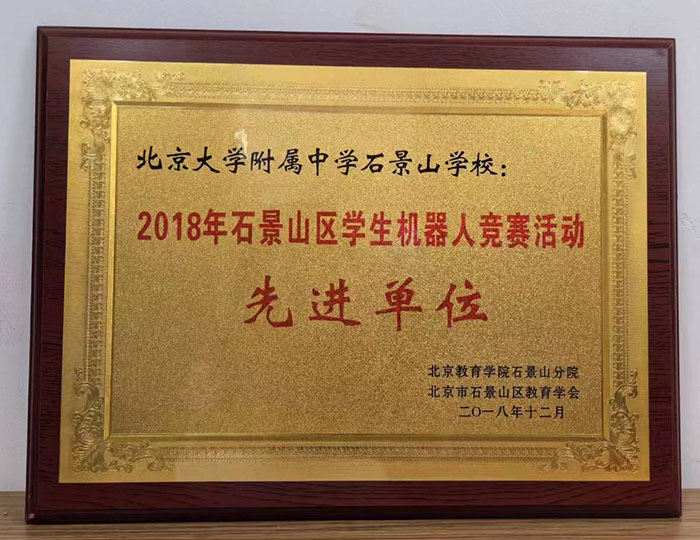 北京大学附属中学石景山学校：
2018年石景山区学生机器人竞赛活动
先进单位
北京教育学院石景山分院
北京市石景山区教育学会
二〇一八年十二月